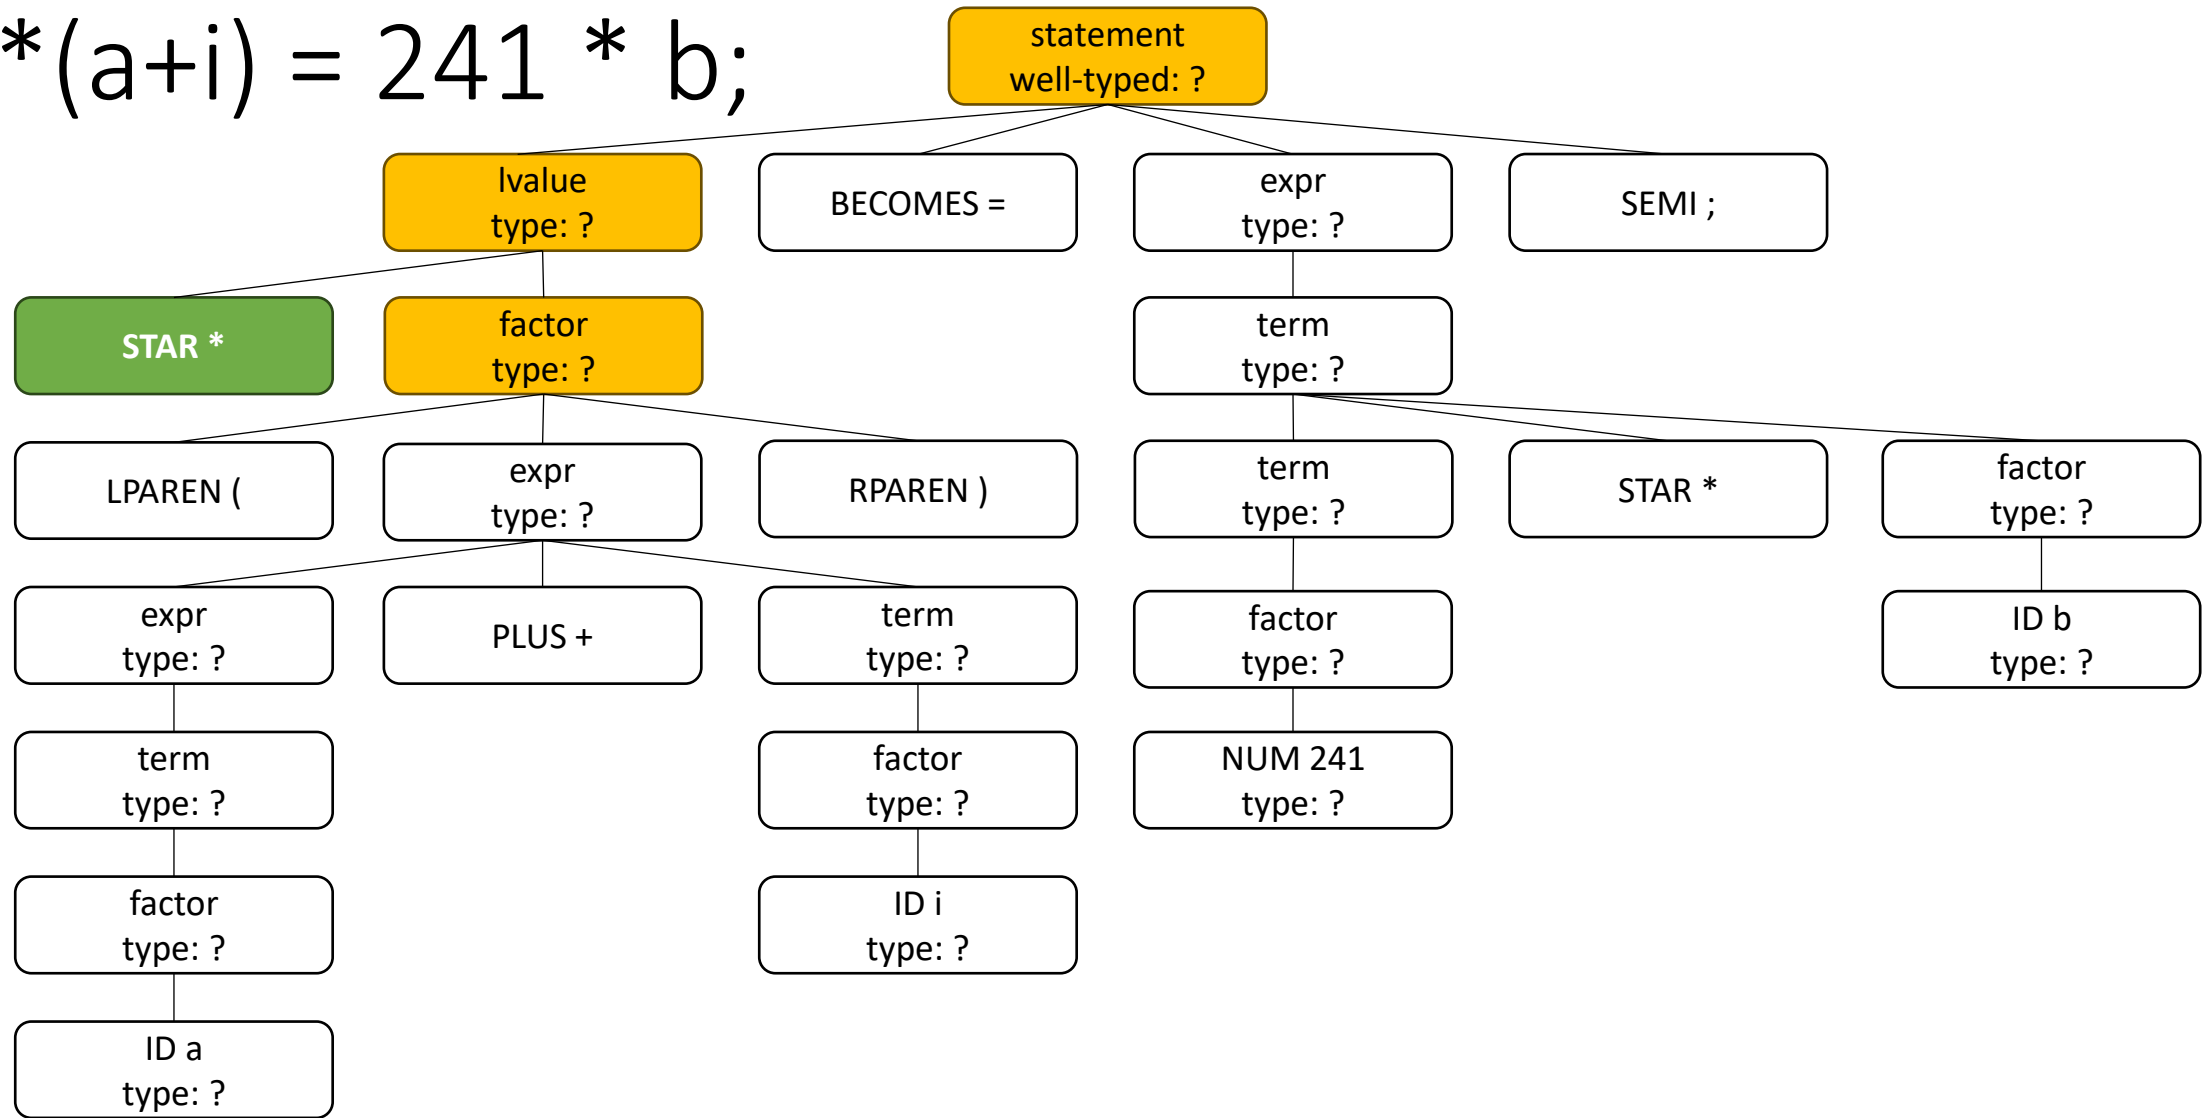 *(a+i) = 241 * b;
statement
well-typed: ?
lvalue
type: ?
BECOMES =
expr
type: ?
SEMI ;
STAR *
factor
type: ?
term
type: ?
LPAREN (
expr
type: ?
RPAREN )
term
type: ?
STAR *
factor
type: ?
expr
type: ?
PLUS +
term
type: ?
factor
type: ?
ID b
type: ?
term
type: ?
factor
type: ?
NUM 241
type: ?
factor
type: ?
ID i
type: ?
ID a
type: ?